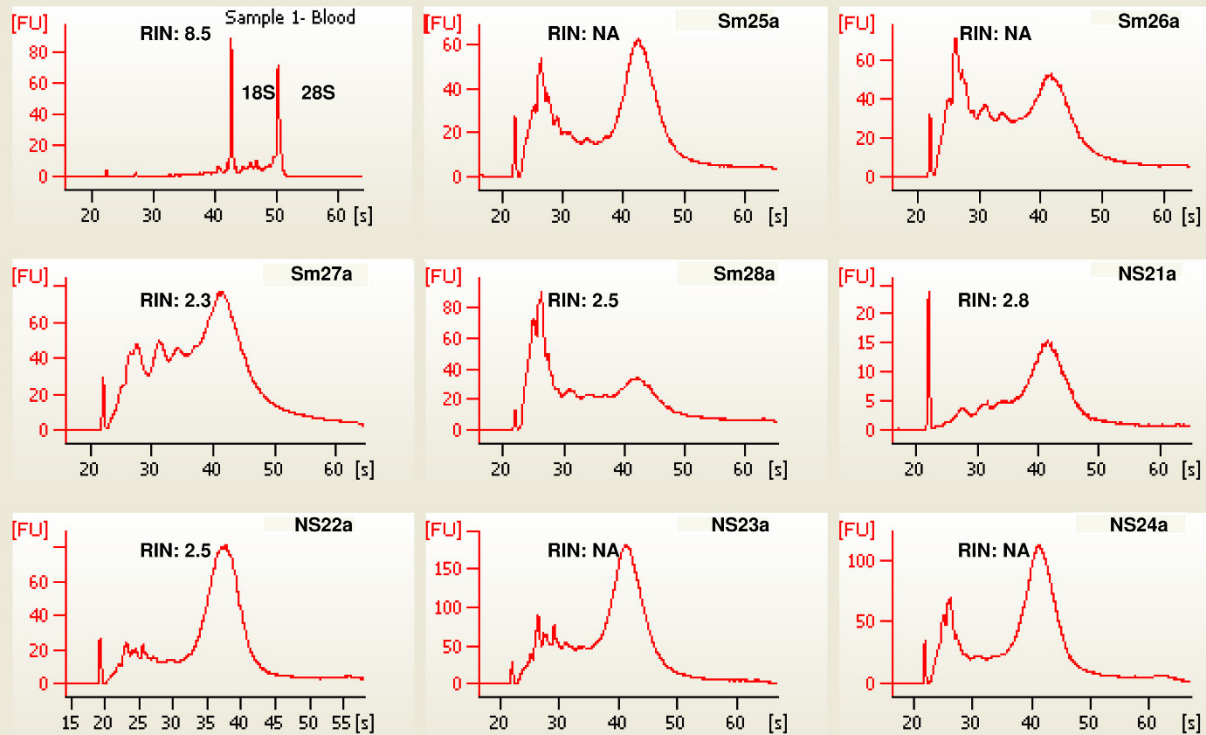 [FU] Sample 1- Blood
RIN: 8.5
80
60
40
20
0
18S 28S
20 30 40 50 60 [s]
[FU] Sm25a
RIN: NA
60
40
20
0
20 30 40 50 60 [s]
[FU] Sm26a
RIN: NA
60
40
20
0
20 30 40 50 60 [s]
[FU] Sm27a
RIN: 2.3
60
40
20
0
20 30 40 50 60 [s]
[FU] Sm28a
RIN: 2.5
80
60
40
20
0
20 30 40 50 60 [s]
[FU] NS21a
RIN: 2.8
20
15
10
5
0
20 30 40 50 60 [s]
[FU] NS22a
RIN: 2.5
60
40
20
0
15 20 25 30 35 40 45 50 55 [s]
[FU] NS23a
RIN: NA
150
100
50
0
20 30 40 50 60 [s]
[FU] NS24a
RIN: NA
100
50
0
20 30 40 50 60 [s]